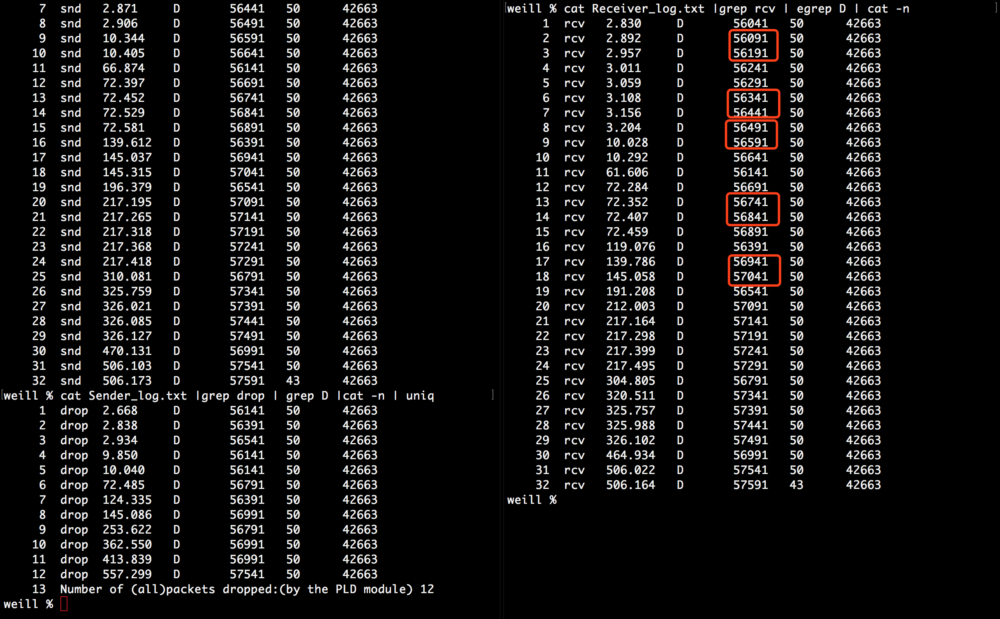 7 snd 2.871 D 56441 50 42663
8 snd 2.906 D 56491 50 42663
9 snd 10.344 D 56591 50 42663
10 snd 10.405 D 56641 50 42663
11 snd 66.874 D 56141 50 42663
12 snd 72.397 D 56691 50 42663
13 snd 72.452 D 56741 50 42663
14 snd 72.529 D 56841 50 42663
15 snd 72.581 D 56891 50 42663
16 snd 139.612 D 56391 50 42663
17 snd 145.037 D 56941 50 42663
18 snd 145.315 D 57041 50 42663
19 snd 196.379 D 56541 50 42663
20 snd 217.195 D 57091 50 42663
21 snd 217.265 D 57141 50 42663
22 snd 217.318 D 57191 50 42663
23 snd 217.368 D 57241 50 42663
24 snd 217.418 D 57291 50 42663
25 snd 310.081 D 56791 50 42663
26 snd 325.759 D 57341 50 42663
27 snd 326.021 D 57391 50 42663
28 snd 326.085 D 57441 50 42663
29 snd 326.127 D 57491 50 42663
30 snd 470.131 D 56991 50 42663
31 snd 506.103 D 57541 50 42663
32 snd 506.173 D 57591 43 42663
[weill % cat Sender_log.txt |grep drop | grep D |cat -n | uniq ]
1 drop 2.668 D 56141 50 42663
2 drop 2.838 D 56391 50 42663
3 drop 2.934 D 56541 50 42663
4 drop 9.850 D 56141 50 42663
5 drop 10.040 D 56141 50 42663
6 drop 72.485 D 56791 50 42663
7 drop 124.335 D 56391 50 42663
8 drop 145.086 D 56991 50 42663
9 drop 253.622 D 56791 50 42663
10 drop 362.550 D 56991 50 42663
11 drop 413.839 D 56991 50 42663
12 drop 557.299 D 57541 50 42663
13 Number of (all)packets dropped:(by the PLD module) 12
weill %
[weill % cat Receiver_log.txt |grep rcv | egrep D | cat -n ]
1 rcv 2.830 D 56041 50 42663
2 rcv 2.892 D 56091 50 42663
3 rcv 2.957 D 56191 50 42663
4 rcv 3.011 D 56241 50 42663
5 rcv 3.059 D 56291 50 42663
6 rcv 3.108 D 56341 50 42663
7 rcv 3.156 D 56441 50 42663
8 rcv 3.204 D 56491 50 42663
9 rcv 10.028 D 56591 50 42663
10 rcv 10.292 D 56641 50 42663
11 rcv 61.606 D 56141 50 42663
12 rcv 72.284 D 56691 50 42663
13 rcv 72.352 D 56741 50 42663
14 rcv 72.407 D 56841 50 42663
15 rcv 72.459 D 56891 50 42663
16 rcv 119.076 D 56391 50 42663
17 rcv 139.786 D 56941 50 42663
18 rcv 145.058 D 57041 50 42663
19 rcv 191.208 D 56541 50 42663
20 rcv 212.003 D 57091 50 42663
21 rcv 217.164 D 57141 50 42663
22 rcv 217.298 D 57191 50 42663
23 rcv 217.399 D 57241 50 42663
24 rcv 217.495 D 57291 50 42663
25 rcv 304.805 D 56791 50 42663
26 rcv 320.511 D 57341 50 42663
27 rcv 325.757 D 57391 50 42663
28 rcv 325.988 D 57441 50 42663
29 rcv 326.102 D 57491 50 42663
30 rcv 464.934 D 56991 50 42663
31 rcv 506.022 D 57541 50 42663
32 rcv 506.164 D 57591 43 42663
weill %